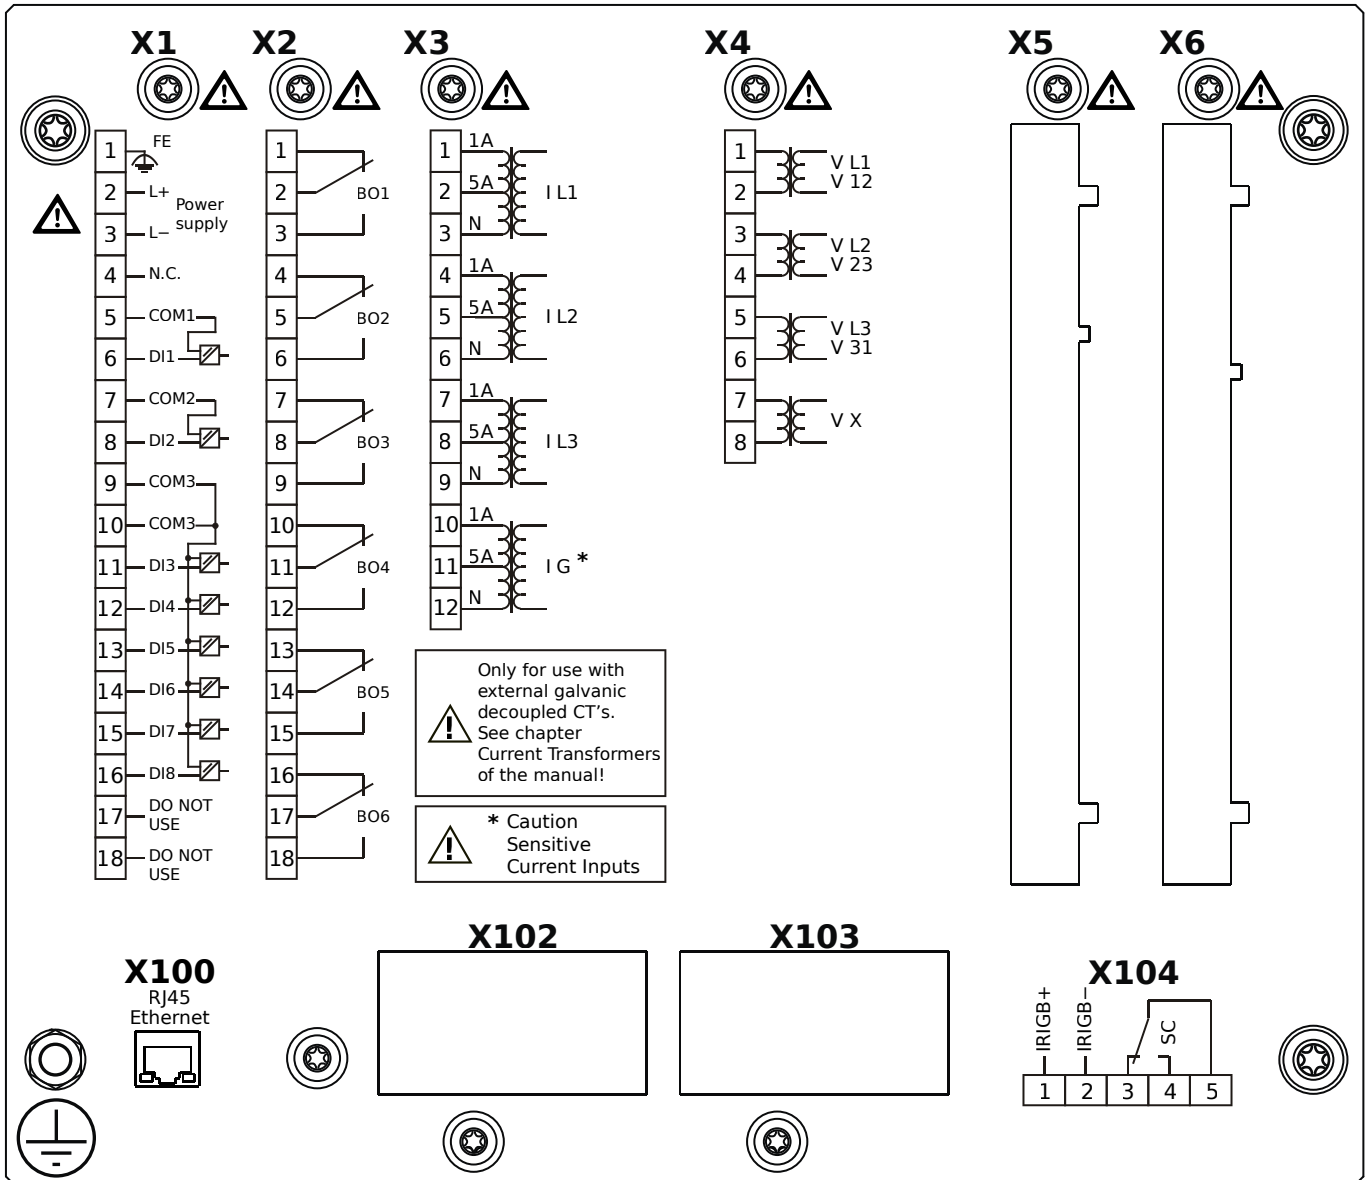 X1
X2
X3
X4
X5
X6
1
FE
2
L+
Power
supply
3
L−
4
N.C.
5
COM1
6
DI1
7
COM2
8
DI2
9
COM3
10
COM3
11
DI3
12
DI4
13
DI5
14
DI6
15
DI7
16
DI8
17
DO NOT
USE
18
DO NOT
USE
1
2
BO1
3
4
5
BO2
6
7
8
BO3
9
10
11
BO4
12
13
14
BO5
15
16
17
BO6
18
1
1A
2
5A
I L1
3
N
4
1A
5
5A
I L2
6
N
7
1A
8
5A
I L3
9
N
10
1A
11
5A
I G *
12
N
Only for use with
external galvanic
decoupled CT's.
See chapter
Current Transformers
of the manual!
* Caution
Sensitive
Current Inputs
1
V L1
2
V 12
3
V L2
4
V 23
5
V L3
6
V 31
7
V X
8
X100
RJ45
Ethernet
X102
X103
X104
IRIGB+
IRIGB−
SC
1 2 3 4 5